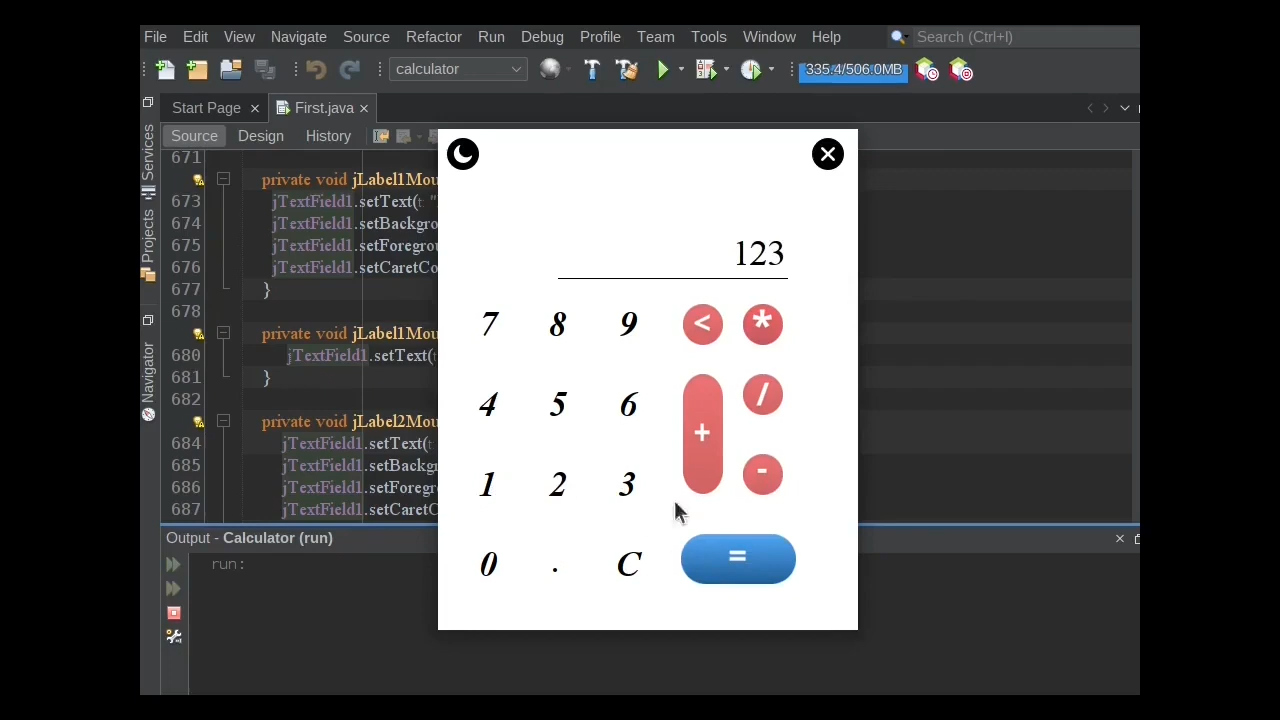 File Edit View Navigate Source Refactor Run Debug Profile Team Tools Window Help Search (Ctrl+I)
calculator 335.4/506.0MB
Start Page First.java
Source Design History
Services
Projects
Navigator
671
private void jLabel1Mou
673 jTextField1.setText(t: "
674 jTextField1.setBackgro
675 jTextField1.setForegrou
676 jTextField1.setCaretCo
677 }
678
private void jLabel1Mou
680 jTextField1.setText(t
681 }
682
private void jLabel2Mou
684 jTextField1.setText(t
685 jTextField1.setBackgr
686 jTextField1.setForegr
687 jTextField1.setCaretC
123
7 8 9 < *
4 5 6 + /
1 2 3 -
0 . C =
Output - Calculator (run)
run: